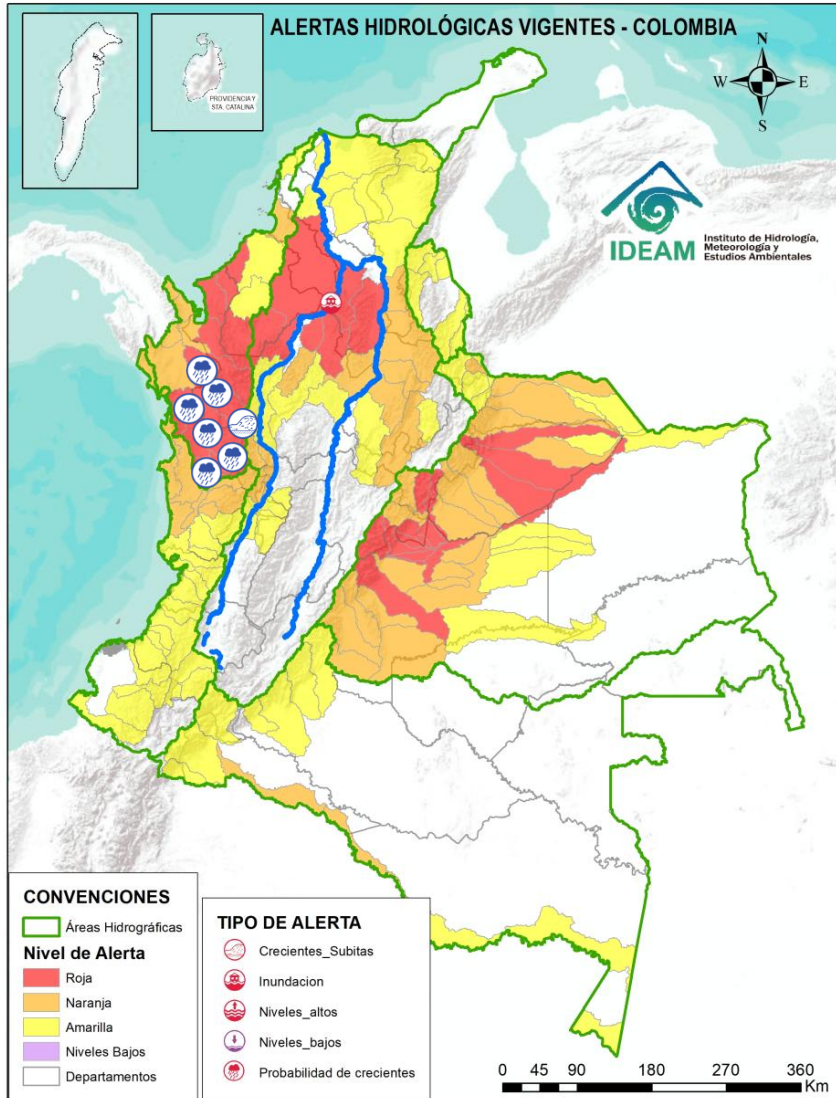 ALERTAS HIDROLÓGICAS VIGENTES - COLOMBIA
PROVIDENCIA Y
STA. CATALINA
N
W
E
S
IDEAM
Instituto de Hidrología,
Meteorología y
Estudios Ambientales
CONVENCIONES
Áreas Hidrográficas
Nivel de Alerta
Roja
Naranja
Amarilla
Niveles Bajos
Departamentos
TIPO DE ALERTA
Crecientes_Subitas
Inundacion
Niveles_altos
Niveles_bajos
Probabilidad de crecientes
0 45 90 180 270 360
Km